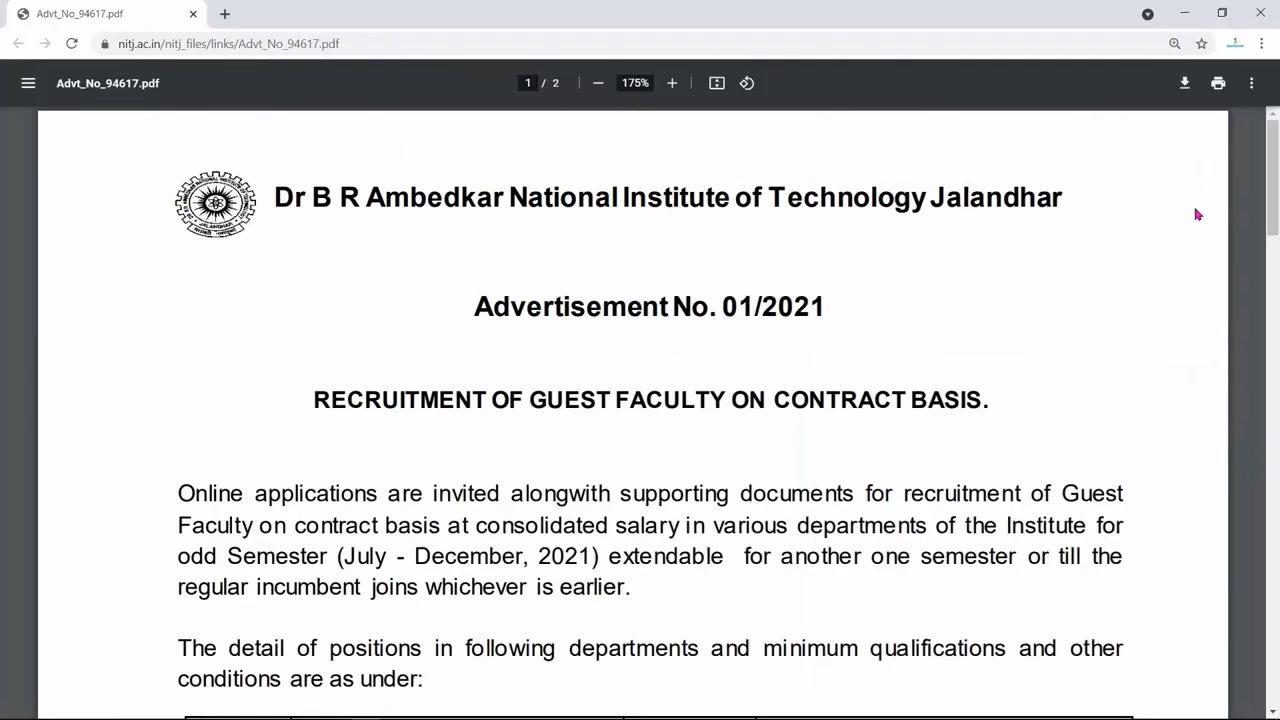 Advt_No_94617.pdf
nitj.ac.in/nitj_files/links/Advt_No_94617.pdf
Advt_No_94617.pdf
1 / 2
175%
Dr B R Ambedkar National Institute of Technology Jalandhar
Advertisement No. 01/2021
RECRUITMENT OF GUEST FACULTY ON CONTRACT BASIS.
Online applications are invited alongwith supporting documents for recruitment of Guest
Faculty on contract basis at consolidated salary in various departments of the Institute for
odd Semester (July - December, 2021) extendable for another one semester or till the
regular incumbent joins whichever is earlier.
The detail of positions in following departments and minimum qualifications and other
conditions are as under: